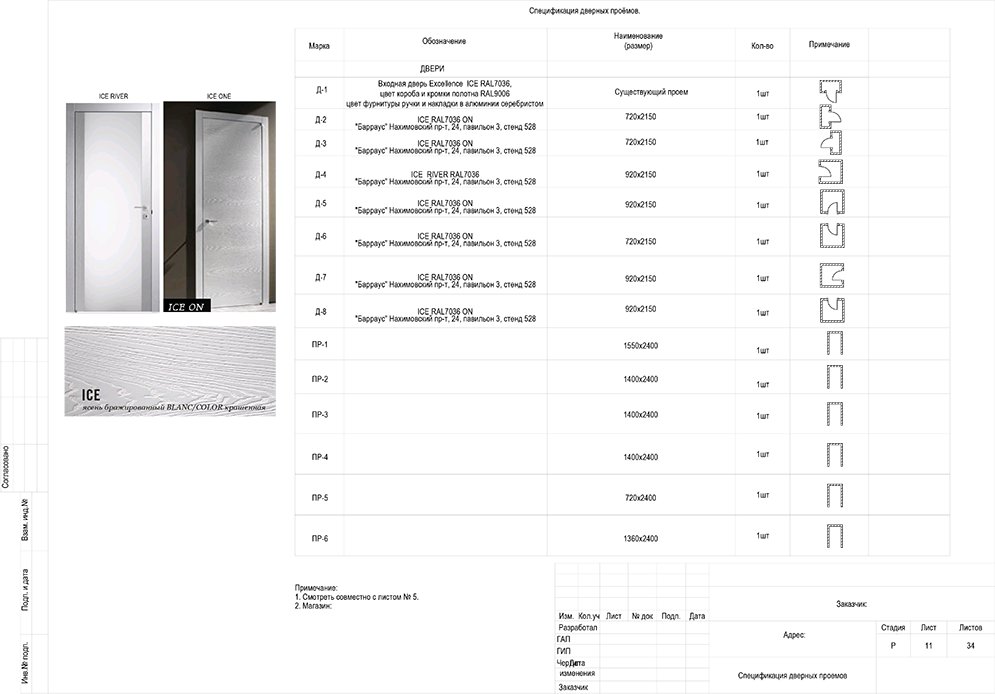 Спецификация дверных проёмов.
Марка Обозначение Наименование (размер) Кол-во Примечание
ДВЕРИ
Д-1 Входная дверь Excellence ICE RAL7036, Существующий проем 1шт
цвет короба и кромки полотна RAL9006
цвет фурнитуры ручки и накладки в алюминии серебристом
Д-2 ICE RAL7036 ON 720x2150 1шт
"Барраус" Нахимовский пр-т, 24, павильон 3, стенд 528
Д-3 ICE RAL7036 ON 720x2150 1шт
"Барраус" Нахимовский пр-т, 24, павильон 3, стенд 528
Д-4 ICE RIVER RAL7036 920x2150 1шт
"Барраус" Нахимовский пр-т, 24, павильон 3, стенд 528
Д-5 ICE RAL7036 ON 920x2150 1шт
"Барраус" Нахимовский пр-т, 24, павильон 3, стенд 528
Д-6 ICE RAL7036 ON 720x2150 1шт
"Барраус" Нахимовский пр-т, 24, павильон 3, стенд 528
Д-7 ICE RAL7036 ON 920x2150 1шт
"Барраус" Нахимовский пр-т, 24, павильон 3, стенд 528
Д-8 ICE RAL7036 ON 920x2150 1шт
"Барраус" Нахимовский пр-т, 24, павильон 3, стенд 528
ПР-1 1550x2400 1шт
ПР-2 1400x2400 1шт
ПР-3 1400x2400 1шт
ПР-4 1400x2400 1шт
ПР-5 720x2400 1шт
ПР-6 1360x2400 1шт
ICE RIVER ICE ONE
ICE ON
ICE
ясень бражированный BLANC/COLOR крашенная
Примечание:
1. Смотреть совместно с листом № 5.
2. Магазин:
Согласовано
Взам. инд.№
Подп. и дата
Инв.№ подл.
Изм. Кол.уч Лист № док Подп. Дата
Разработал
ГАП
ГИП
Дата
изменения
Заказчик
Заказчик:
Адрес:
Стадия Лист Листов
Р 11 34
Спецификация дверных проемов